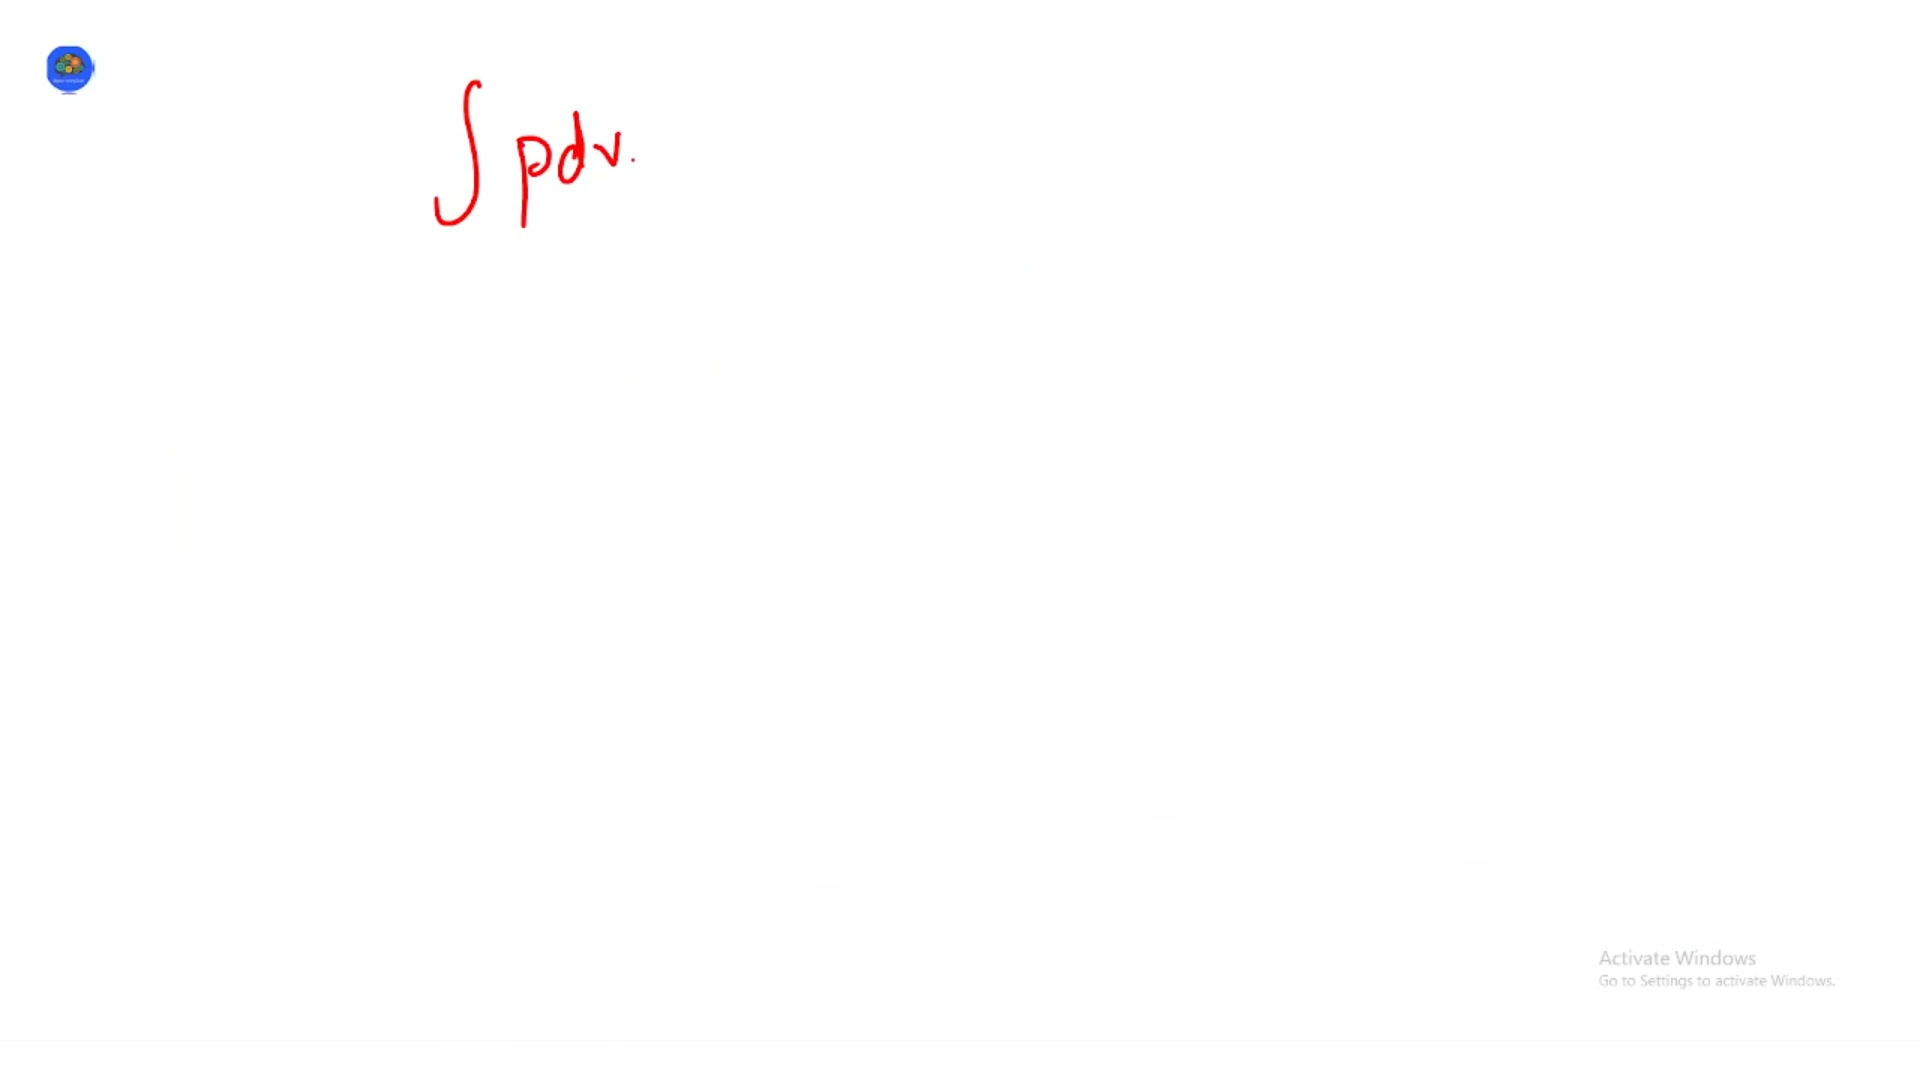 ∫ pdv.
Activate Windows
Go to Settings to activate Windows.